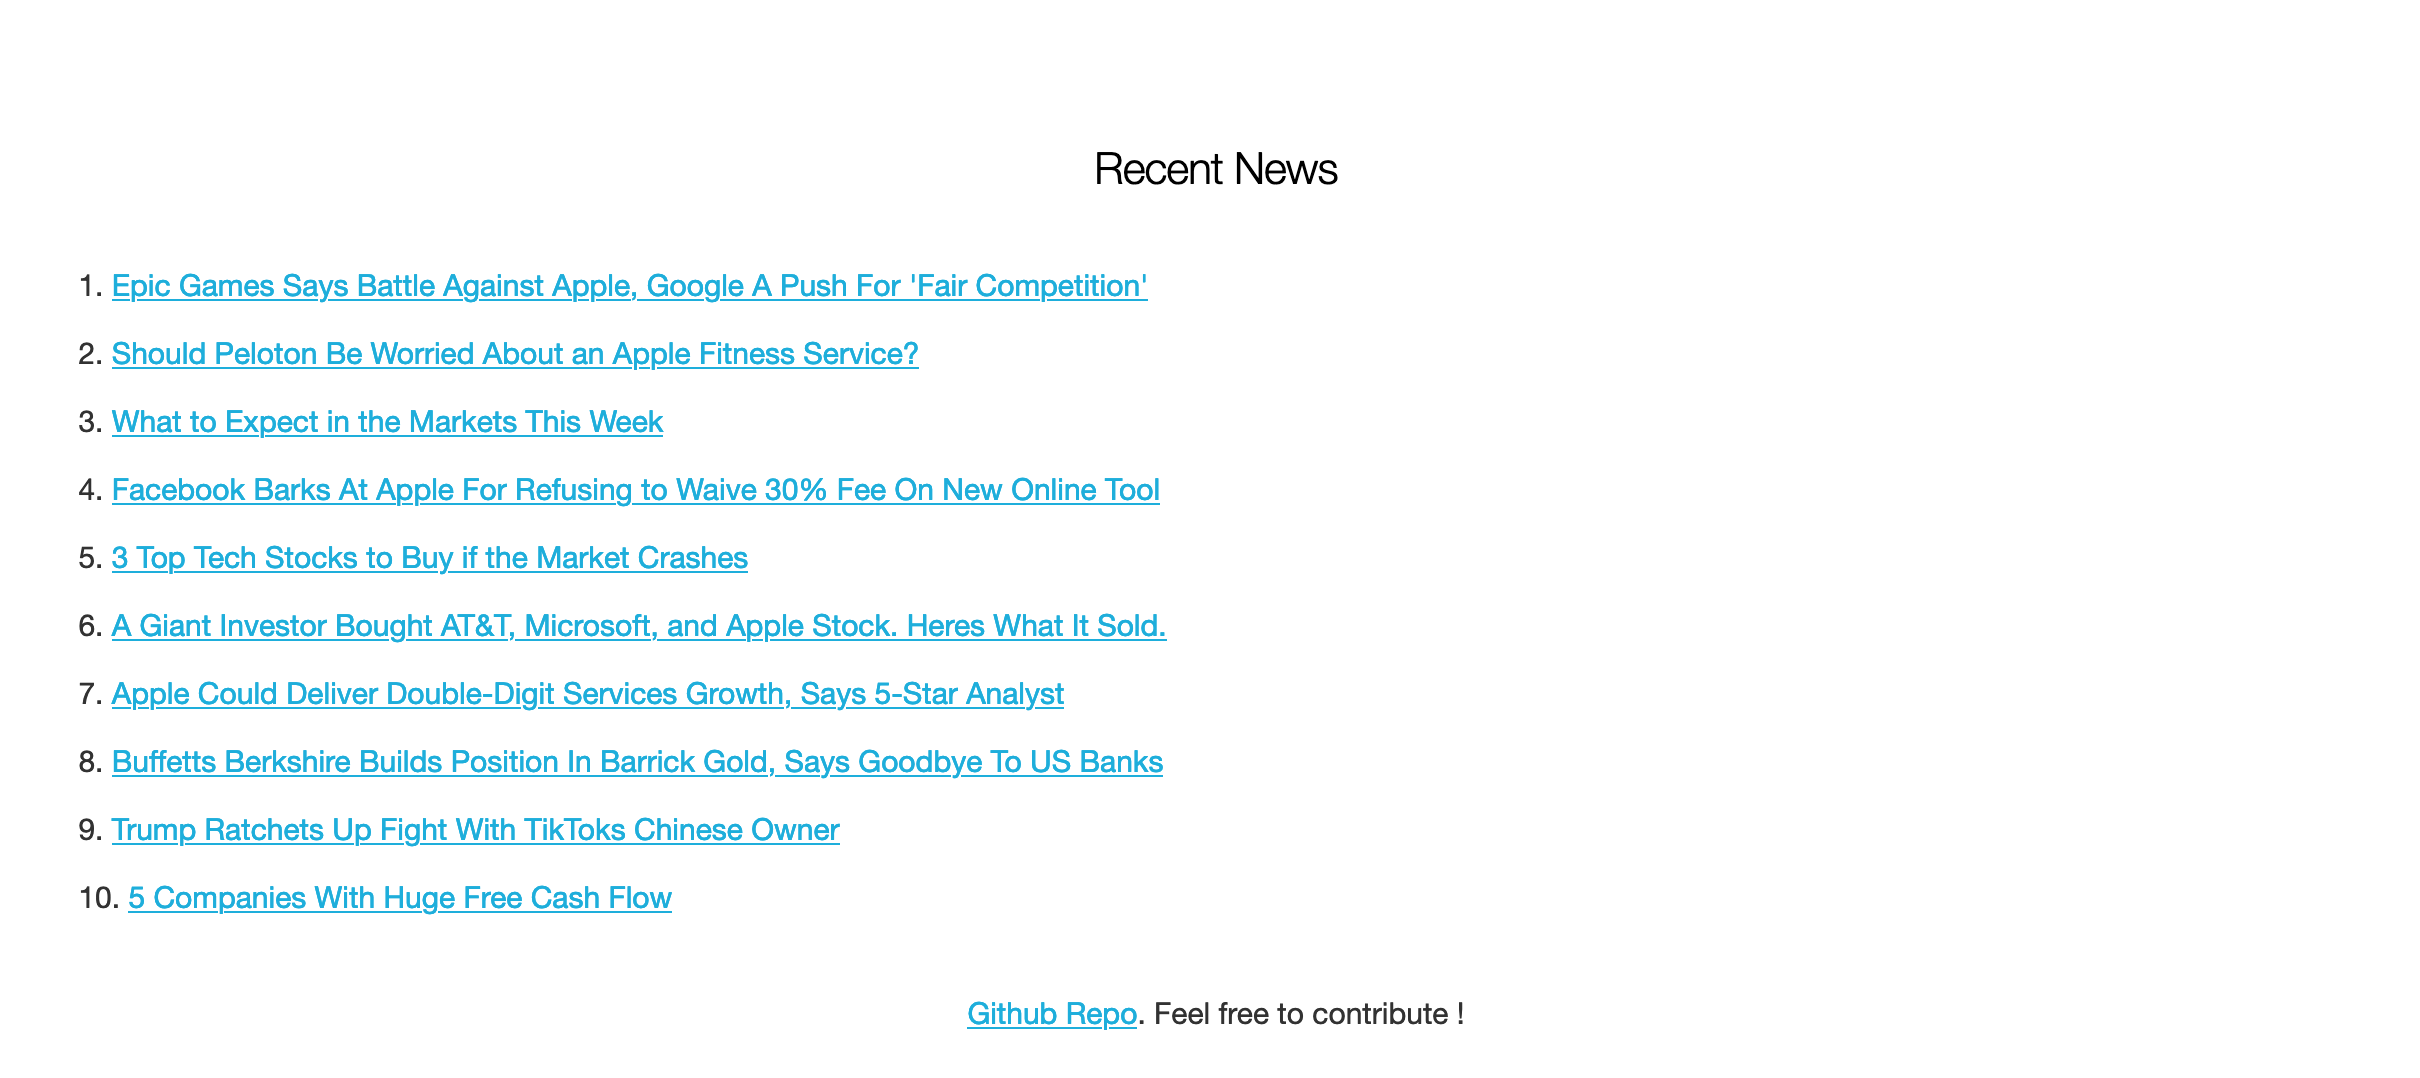 Recent News
1. Epic Games Says Battle Against Apple, Google A Push For 'Fair Competition'
2. Should Peloton Be Worried About an Apple Fitness Service?
3. What to Expect in the Markets This Week
4. Facebook Barks At Apple For Refusing to Waive 30% Fee On New Online Tool
5. 3 Top Tech Stocks to Buy if the Market Crashes
6. A Giant Investor Bought AT&T, Microsoft, and Apple Stock. Heres What It Sold.
7. Apple Could Deliver Double-Digit Services Growth, Says 5-Star Analyst
8. Buffetts Berkshire Builds Position In Barrick Gold, Says Goodbye To US Banks
9. Trump Ratchets Up Fight With TikToks Chinese Owner
10. 5 Companies With Huge Free Cash Flow
Github Repo. Feel free to contribute !